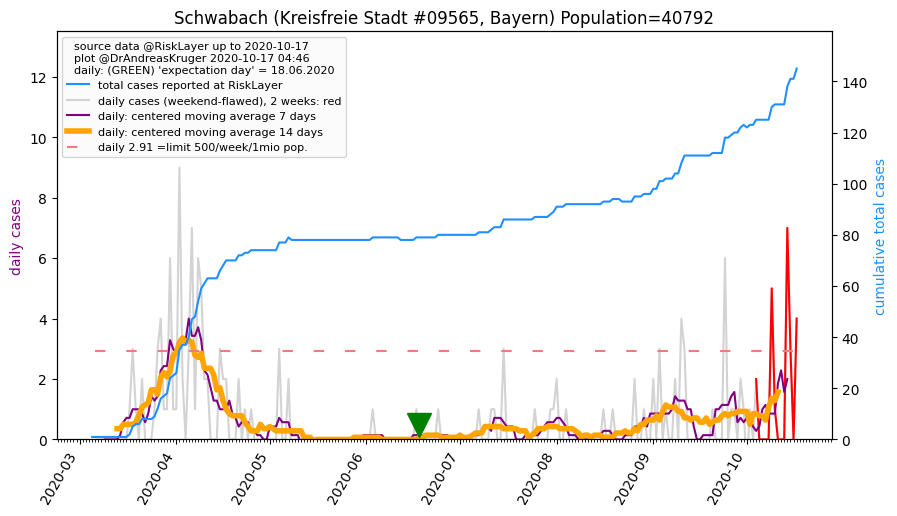 Schwabach (Kreisfreie Stadt #09565, Bayern) Population=40792
source data @RiskLayer up to 2020-10-17
plot @DrAndreasKruger 2020-10-17 04:46
daily: (GREEN) 'expectation day' = 18.06.2020
total cases reported at RiskLayer
daily cases (weekend-flawed), 2 weeks: red
daily: centered moving average 7 days
daily: centered moving average 14 days
daily 2.91 =limit 500/week/1mio pop.
daily cases
12
10
8
6
4
2
0
cumulative total cases
140
120
100
80
60
40
20
0
2020-03
2020-04
2020-05
2020-06
2020-07
2020-08
2020-09
2020-10